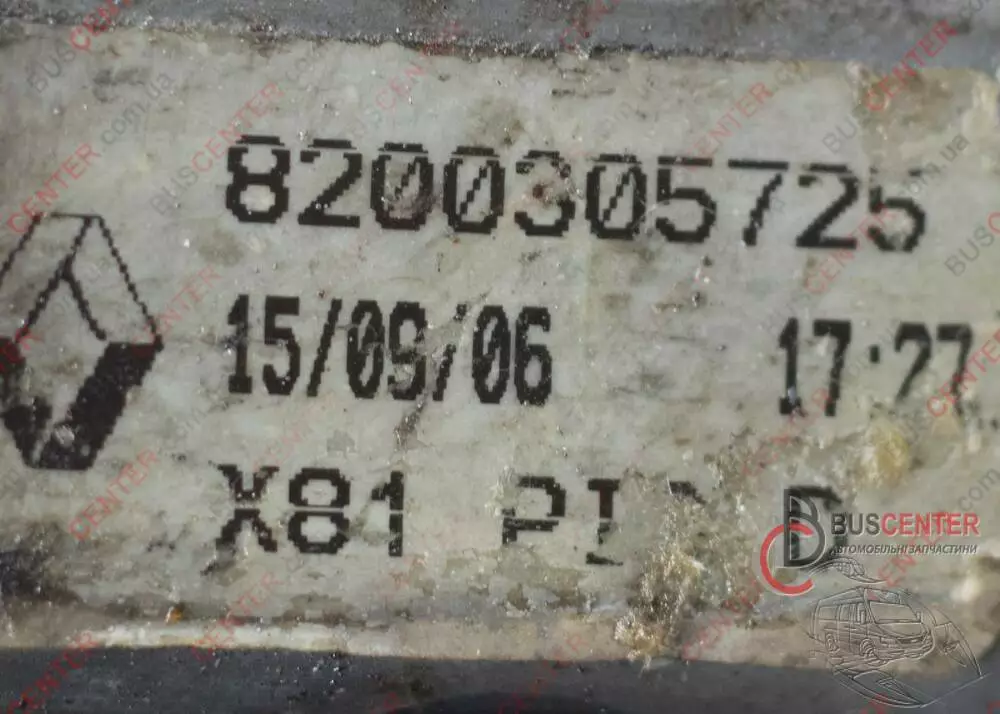 8200305725
15/09/06 17:27
X81 D
BUSCENTER
АВТОМОБІЛЬНІ ЗАПЧАСТИНИ